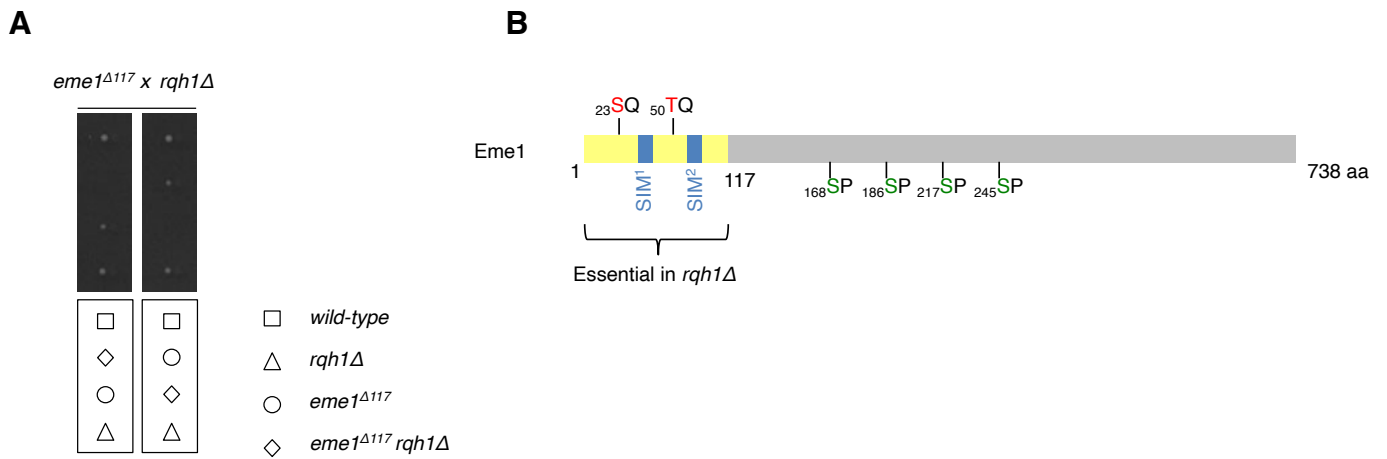 A
eme1Δ117 x rqh1Δ
wild-type
rqh1Δ
eme1Δ117
eme1Δ117 rqh1Δ
B
23SQ 50TQ
Eme1
1
SIM1
SIM2
117
168SP 186SP 217SP 245SP
738 aa
Essential in rqh1Δ